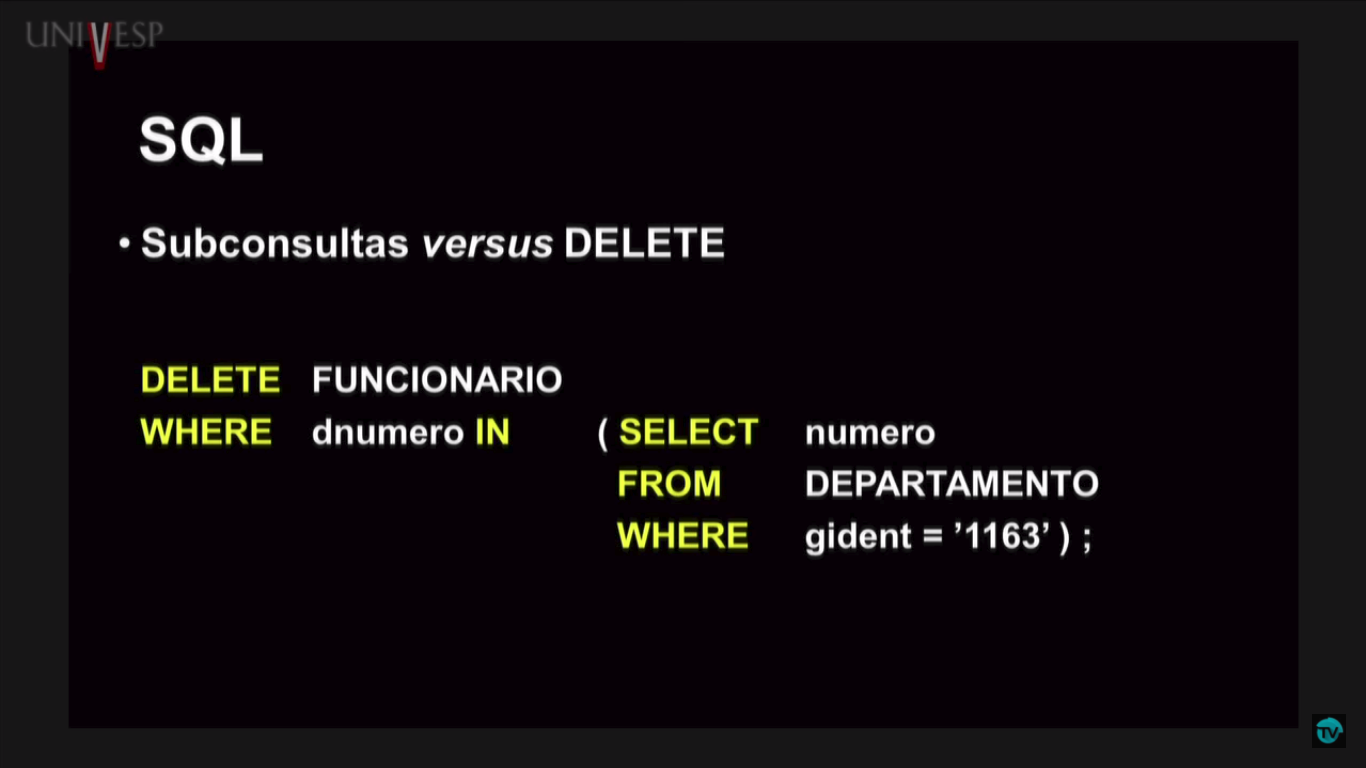 UNIVESP
SQL
• Subconsultas versus DELETE
DELETE FUNCIONARIO
WHERE dnumero IN ( SELECT numero
FROM DEPARTAMENTO
WHERE gident = ’1163’ ) ;
TV